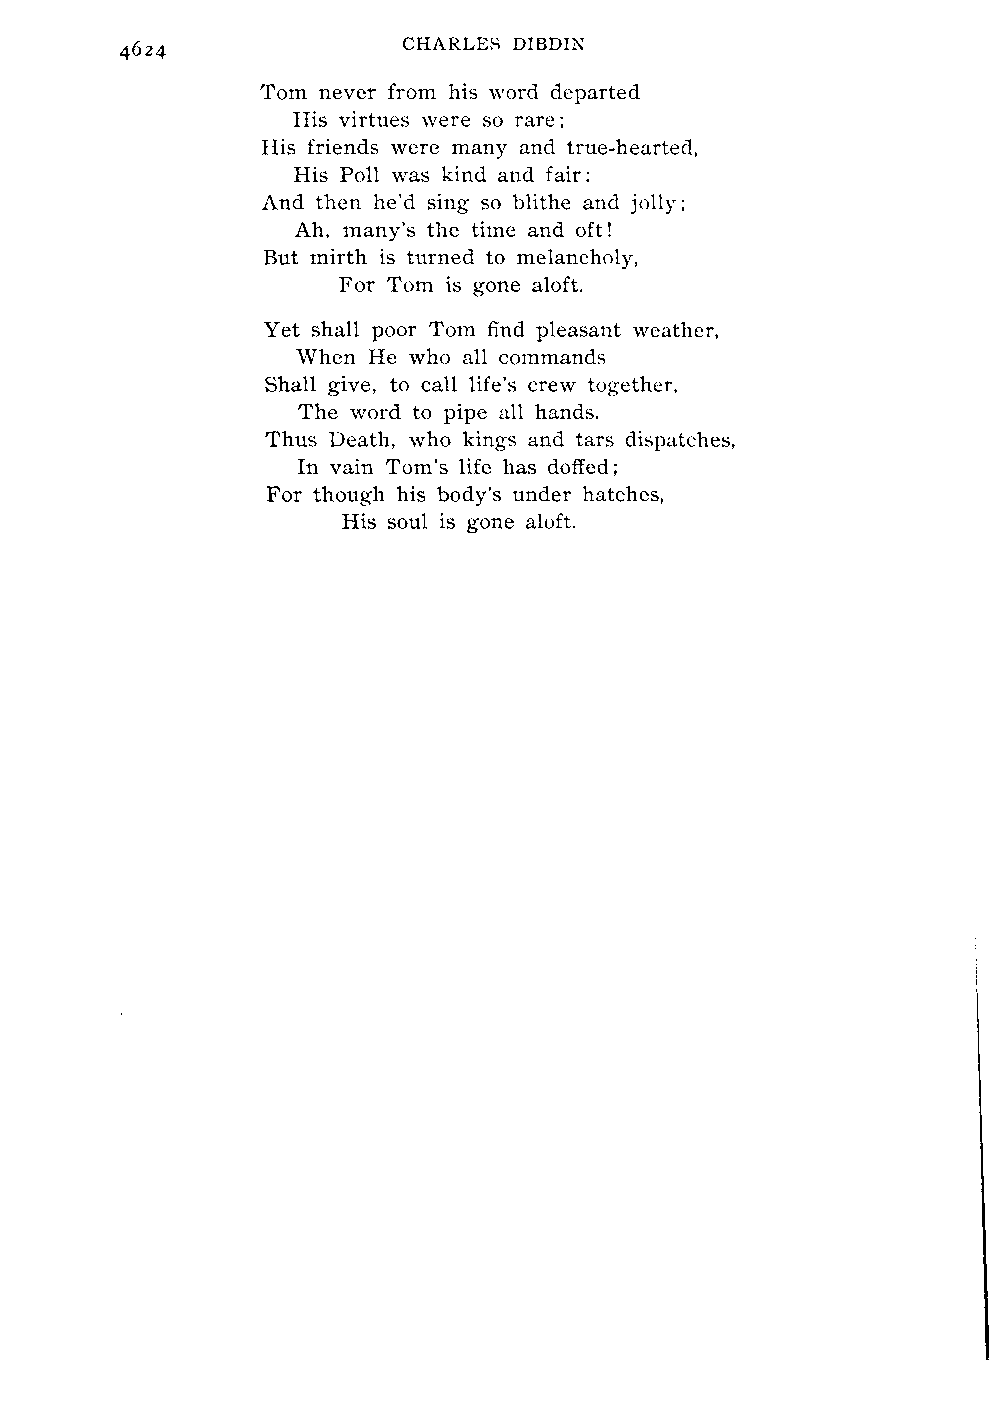 4624
CHARLES DIBDIN
Tom never from his word departed
His virtues were so rare;
His friends were many and true-hearted,
His Poll was kind and fair:
And then he'd sing so blithe and jolly;
Ah, many's the time and oft!
But mirth is turned to melancholy,
For Tom is gone aloft.
Yet shall poor Tom find pleasant weather,
When He who all commands
Shall give, to call life's crew together,
The word to pipe all hands.
Thus Death, who kings and tars dispatches,
In vain Tom's life has doffed;
For though his body's under hatches,
His soul is gone aloft.